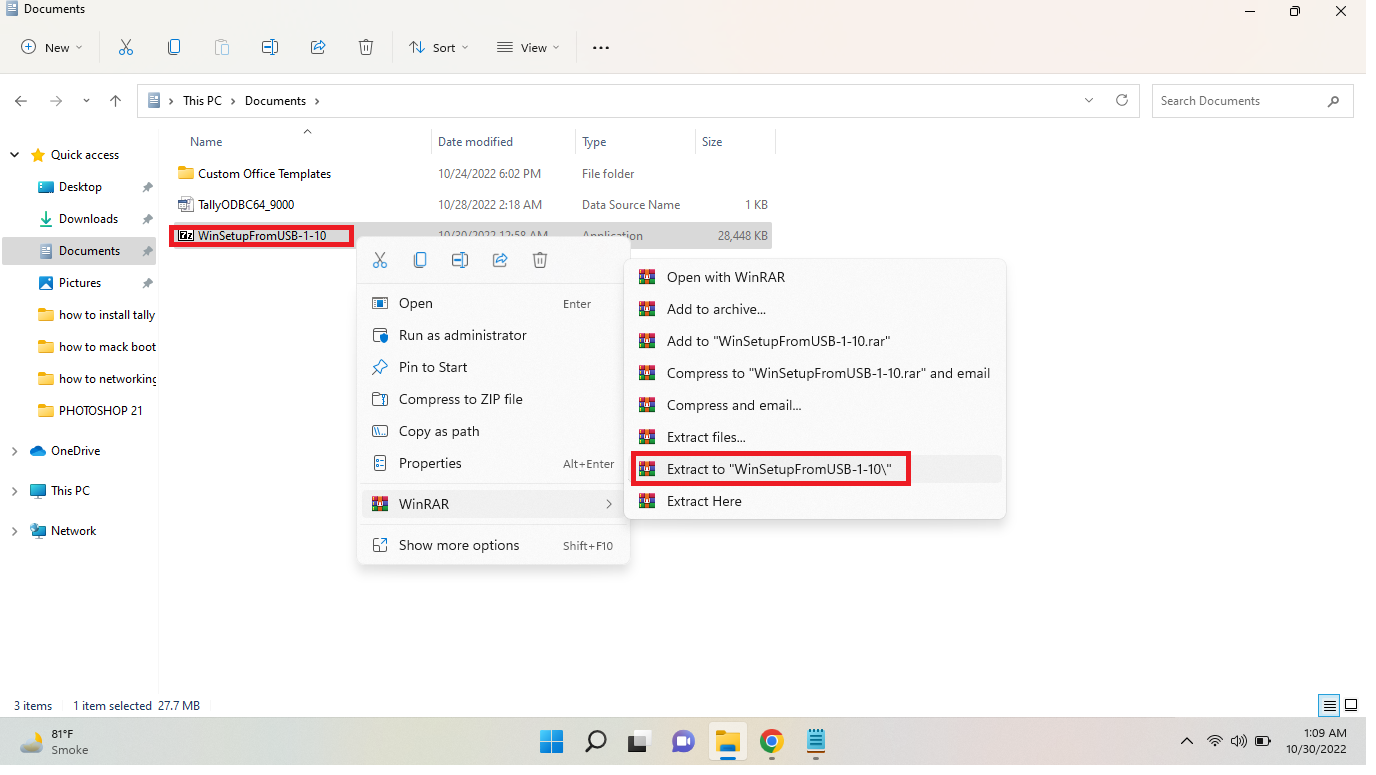 Documents
New
Sort
View
This PC > Documents >
Search Documents
Name
Date modified
Type
Size
Quick access
Desktop
Downloads
Documents
Pictures
how to install tally
how to mack boot
how to networking
PHOTOSHOP 21
OneDrive
This PC
Network
Custom Office Templates 10/24/2022 6:02 PM File folder
TallyODBC64_9000 10/28/2022 2:18 AM Data Source Name 1 KB
7z WinSetupFromUSB-1-10 10/30/2022 12:58 AM Application 28,448 KB
Open Enter
Run as administrator
Pin to Start
Compress to ZIP file
Copy as path
Properties Alt+Enter
WinRAR
Show more options Shift+F10
Open with WinRAR
Add to archive...
Add to "WinSetupFromUSB-1-10.rar"
Compress to "WinSetupFromUSB-1-10.rar" and email
Compress and email...
Extract files...
Extract to "WinSetupFromUSB-1-10\"
Extract Here
3 items 1 item selected 27.7 MB
81°F
Smoke
1:09 AM
10/30/2022